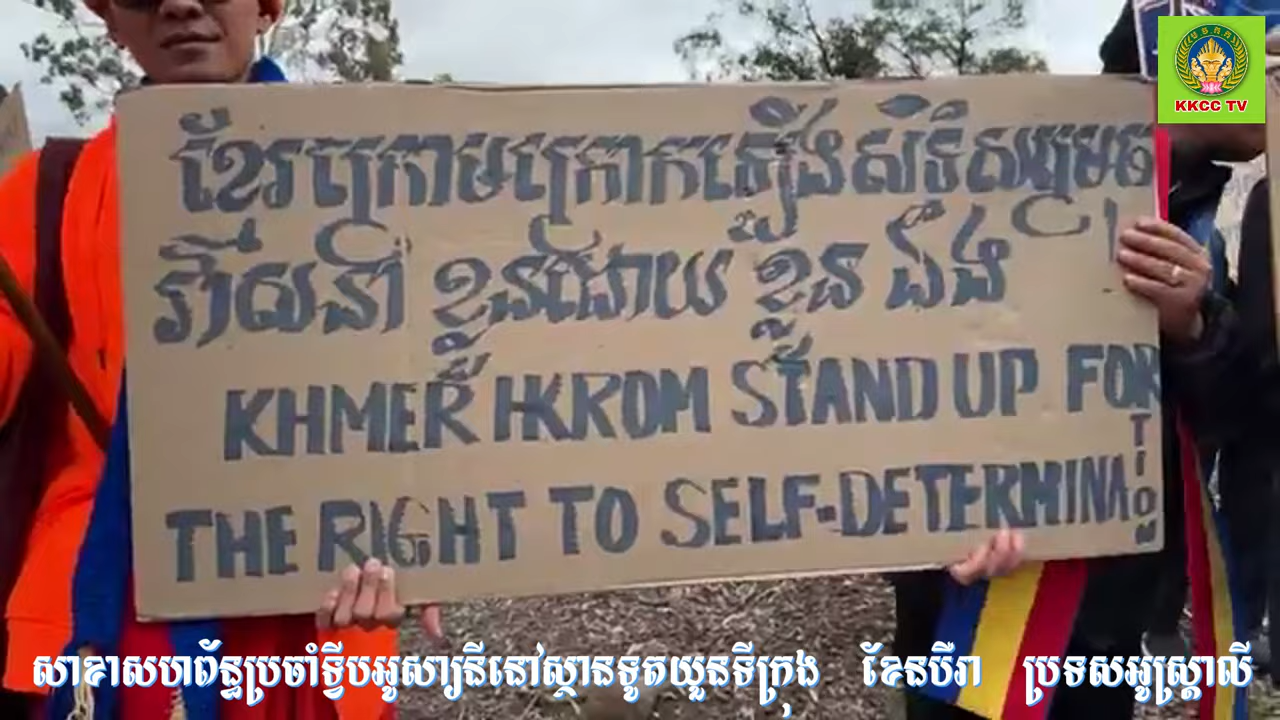 KKCC TV
ខ្មែរក្រោមក្រោកឡើងសិទិ្ធសម្រេច
វាសនា ខ្លួនដោយ ខ្លួន ឯង
KHMER KROM STAND UP FOR
THE RIGHT TO SELF-DETERMINATION
សាខាសហព័ន្ធប្រចាំទ្វីបអូសា្យនីនៅស្ថានទូតយួនទីក្រុង ខែនបឺរា ប្រទសអូស្ត្រាលី